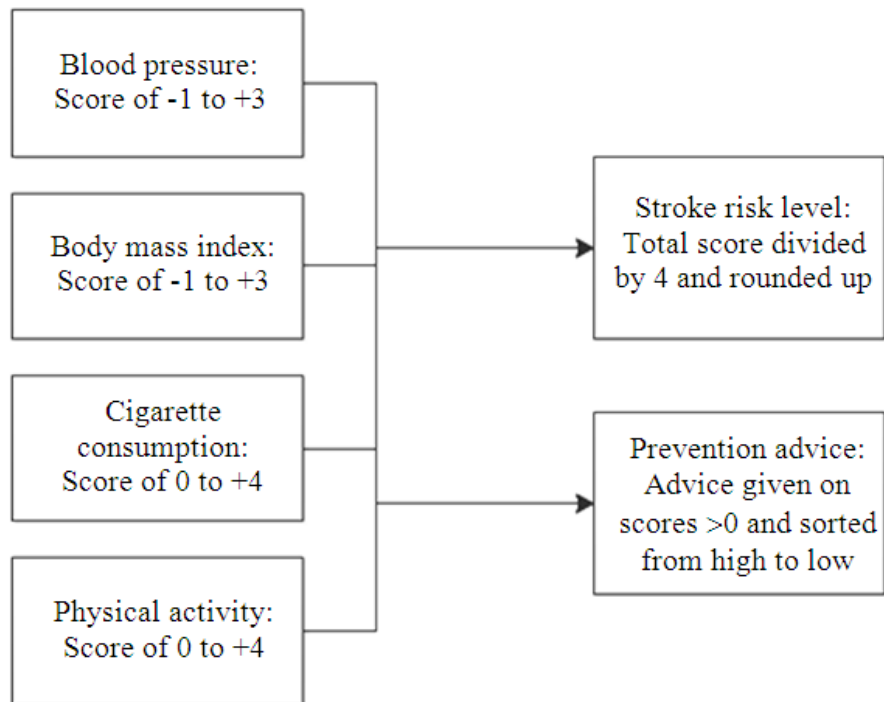 Blood pressure:
Score of -1 to +3
Body mass index:
Score of -1 to +3
Cigarette
consumption:
Score of 0 to +4
Physical activity:
Score of 0 to +4
Stroke risk level:
Total score divided
by 4 and rounded up
Prevention advice:
Advice given on
scores >0 and sorted
from high to low